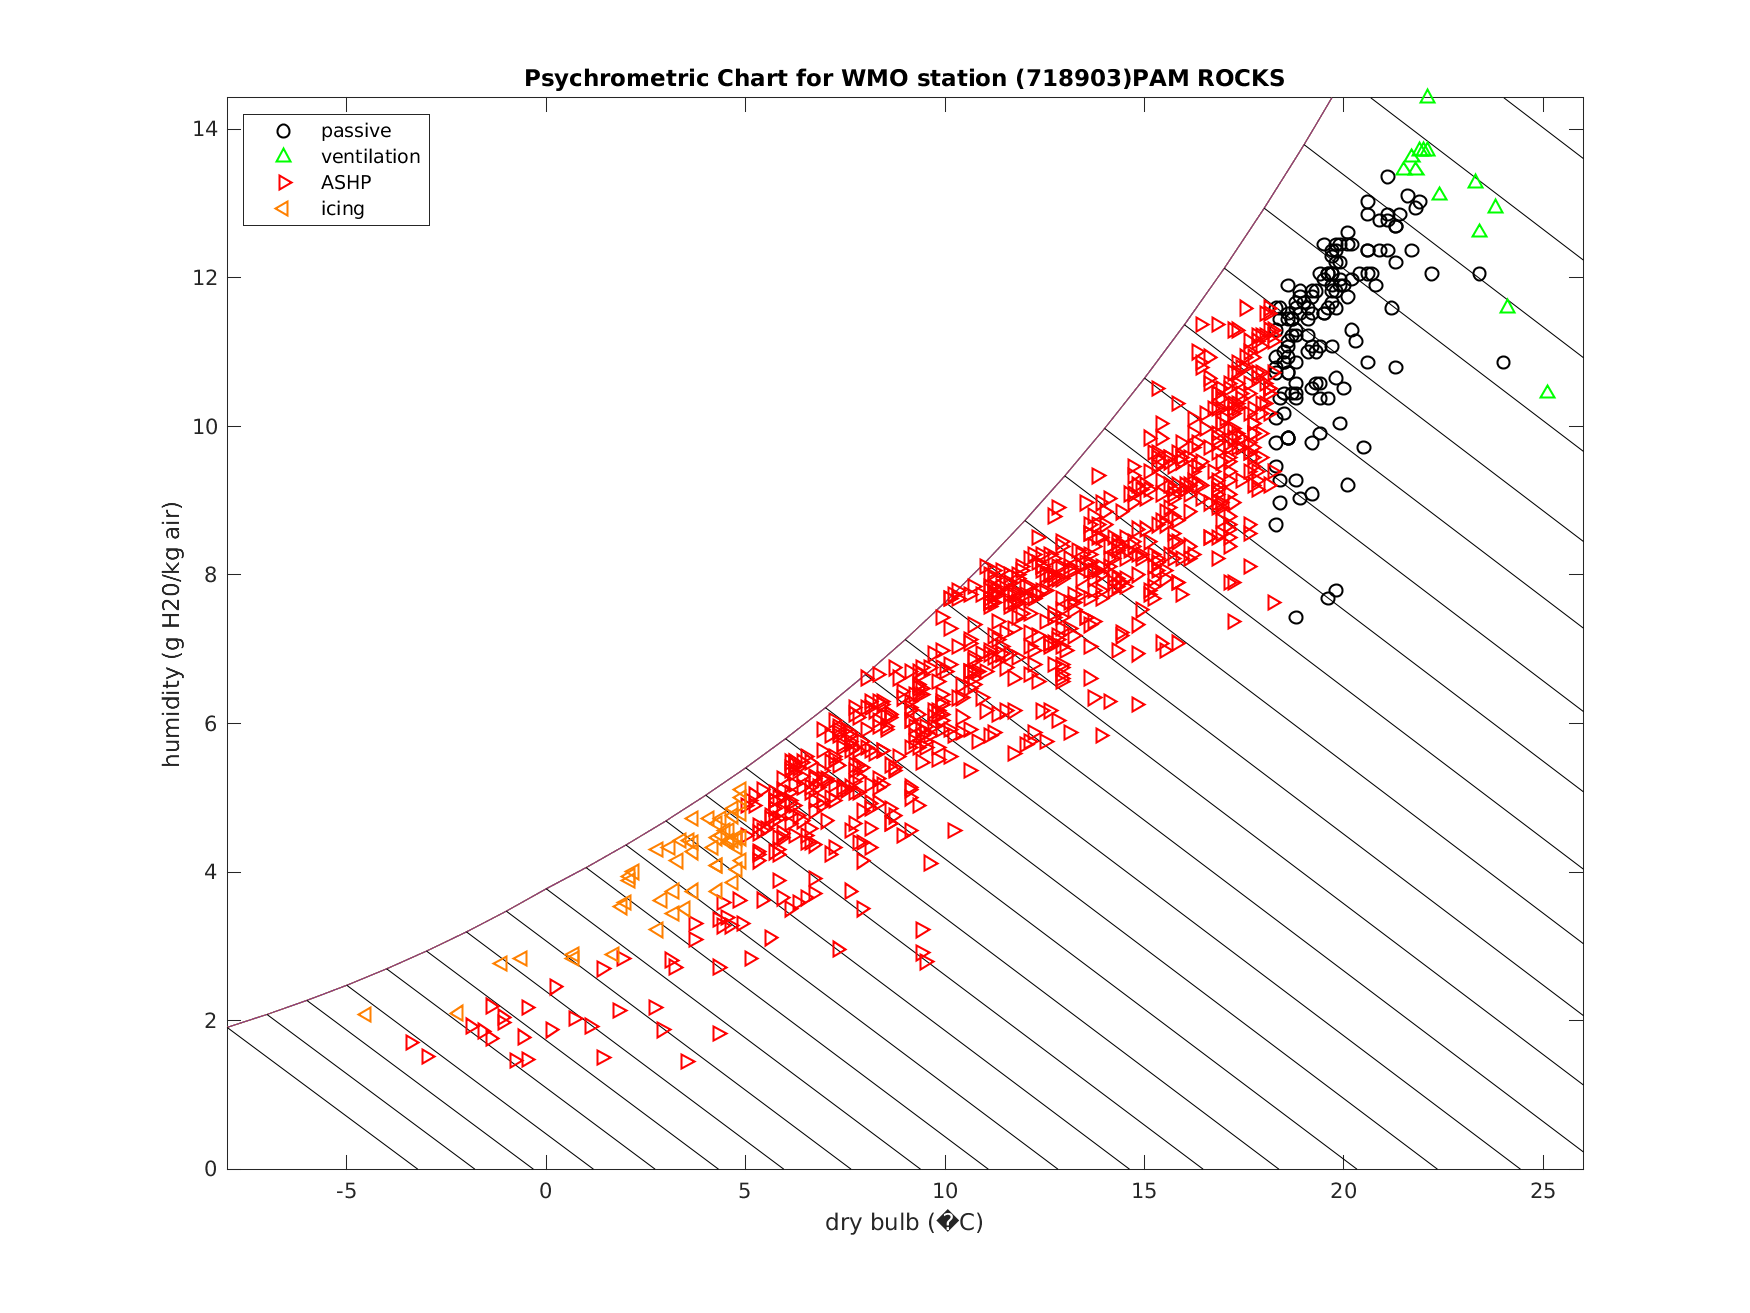 Psychrometric Chart for WMO station (718903)PAM ROCKS
passive
ventilation
ASHP
icing
14
12
10
8
6
4
2
0
humidity (g H20/kg air)
-5
0
5
10
15
20
25
dry bulb (�C)